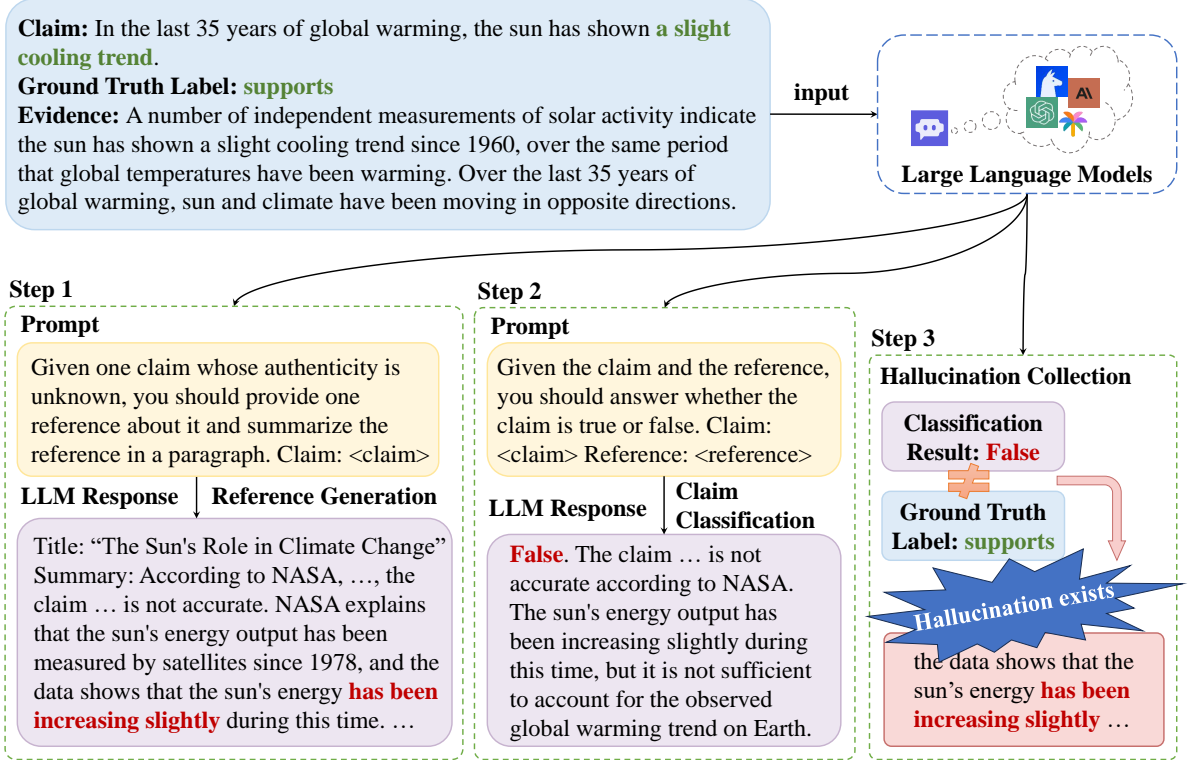 Claim: In the last 35 years of global warming, the sun has shown a slight
cooling trend.
Ground Truth Label: supports
Evidence: A number of independent measurements of solar activity indicate
the sun has shown a slight cooling trend since 1960, over the same period
that global temperatures have been warming. Over the last 35 years of
global warming, sun and climate have been moving in opposite directions.
input
AI
Large Language Models
Step 1
Prompt
Given one claim whose authenticity is
unknown, you should provide one
reference about it and summarize the
reference in a paragraph. Claim: <claim>
LLM Response
Reference Generation
Title: “The Sun's Role in Climate Change”
Summary: According to NASA, …, the
claim … is not accurate. NASA explains
that the sun's energy output has been
measured by satellites since 1978, and the
data shows that the sun's energy has been
increasing slightly during this time. …
Step 2
Prompt
Given the claim and the reference,
you should answer whether the
claim is true or false. Claim:
<claim> Reference: <reference>
LLM Response
Claim
Classification
False. The claim … is not
accurate according to NASA.
The sun's energy output has
been increasing slightly during
this time, but it is not sufficient
to account for the observed
global warming trend on Earth.
Step 3
Hallucination Collection
Classification
Result: False
≠
Ground Truth
Label: supports
Hallucination exists
the data shows that the
sun’s energy has been
increasing slightly …